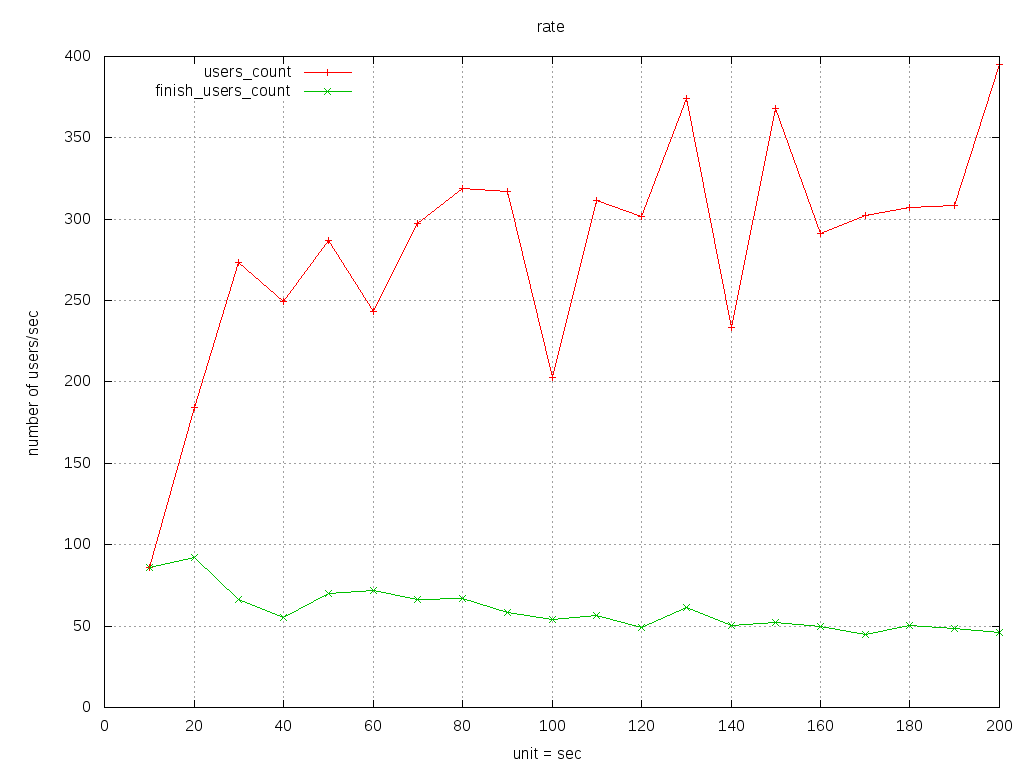 rate
users_count
finish_users_count
400
350
300
250
200
150
100
50
0
number of users/sec
0 20 40 60 80 100 120 140 160 180 200
unit = sec